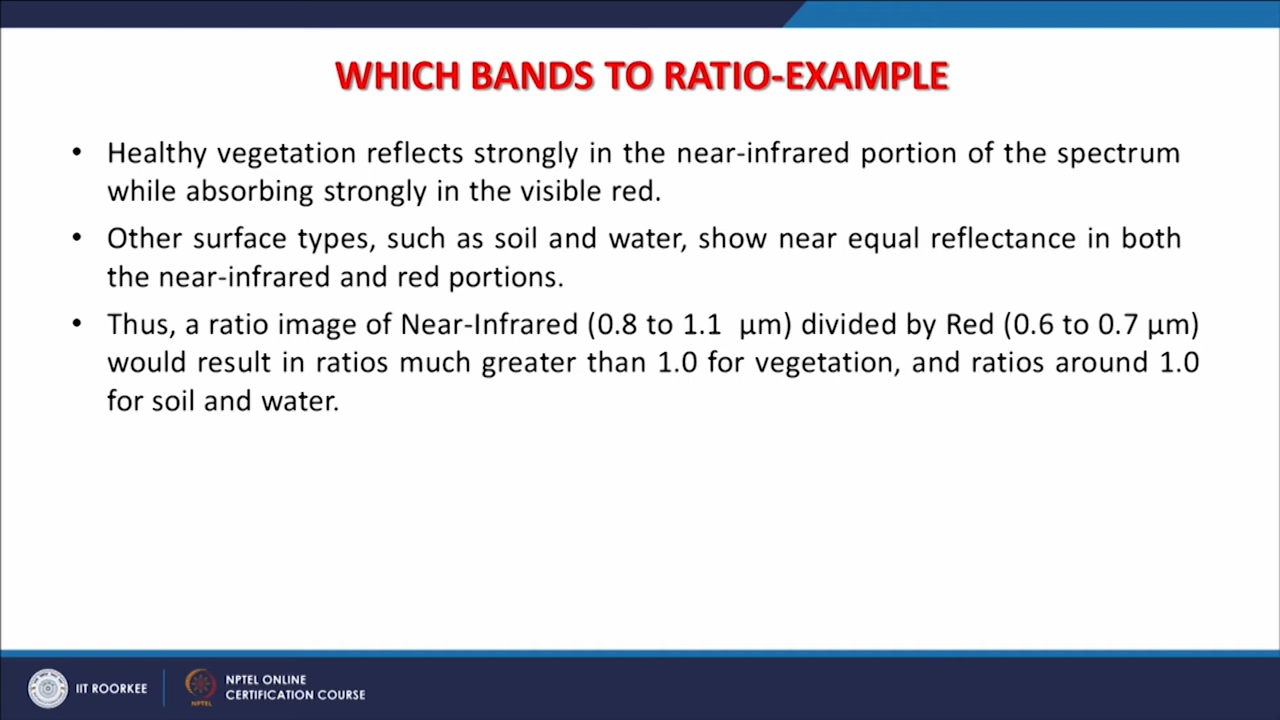 WHICH BANDS TO RATIO-EXAMPLE
• Healthy vegetation reflects strongly in the near-infrared portion of the spectrum
while absorbing strongly in the visible red.
• Other surface types, such as soil and water, show near equal reflectance in both
the near-infrared and red portions.
• Thus, a ratio image of Near-Infrared (0.8 to 1.1 µm) divided by Red (0.6 to 0.7 µm)
would result in ratios much greater than 1.0 for vegetation, and ratios around 1.0
for soil and water.
IIT ROORKEE
NPTEL
NPTEL ONLINE
CERTIFICATION COURSE